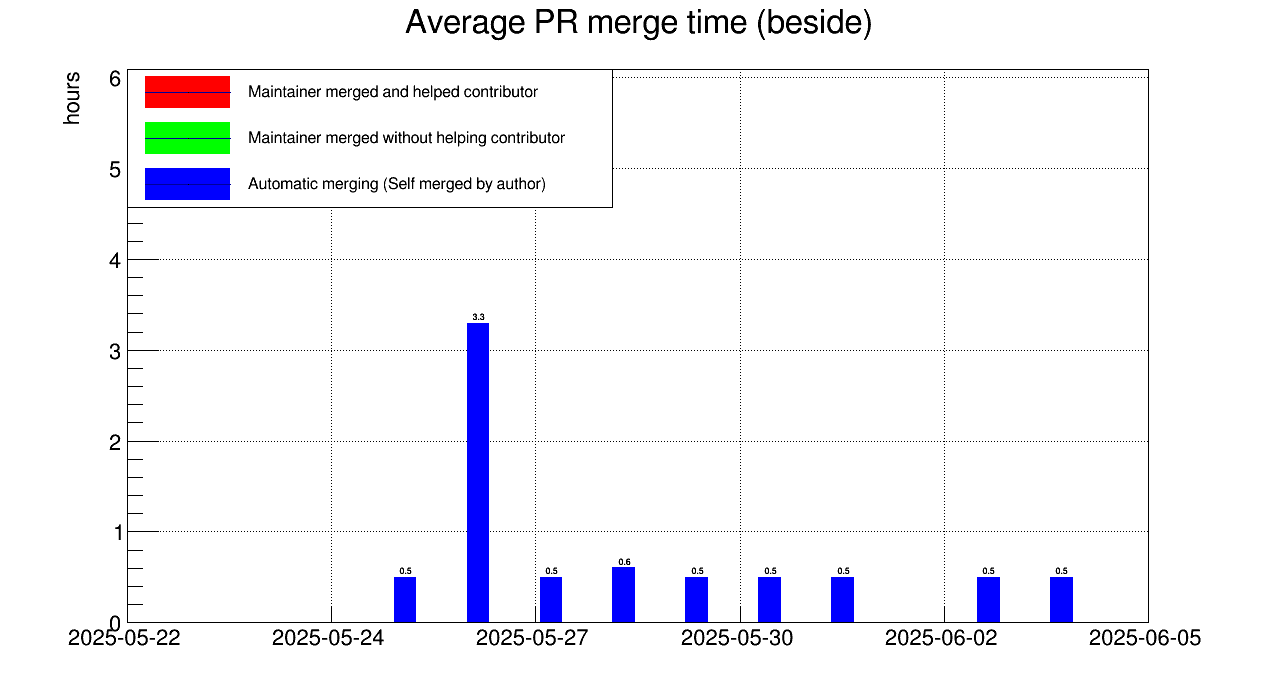 Average PR merge time (beside)
hours
Maintainer merged and helped contributor
Maintainer merged without helping contributor
Automatic merging (Self merged by author)
6
5
4
3
2
1
0
0.5
3.3
0.5
0.6
0.5
0.5
0.5
0.5
0.5
2025-05-22 2025-05-24 2025-05-27 2025-05-30 2025-06-02 2025-06-05